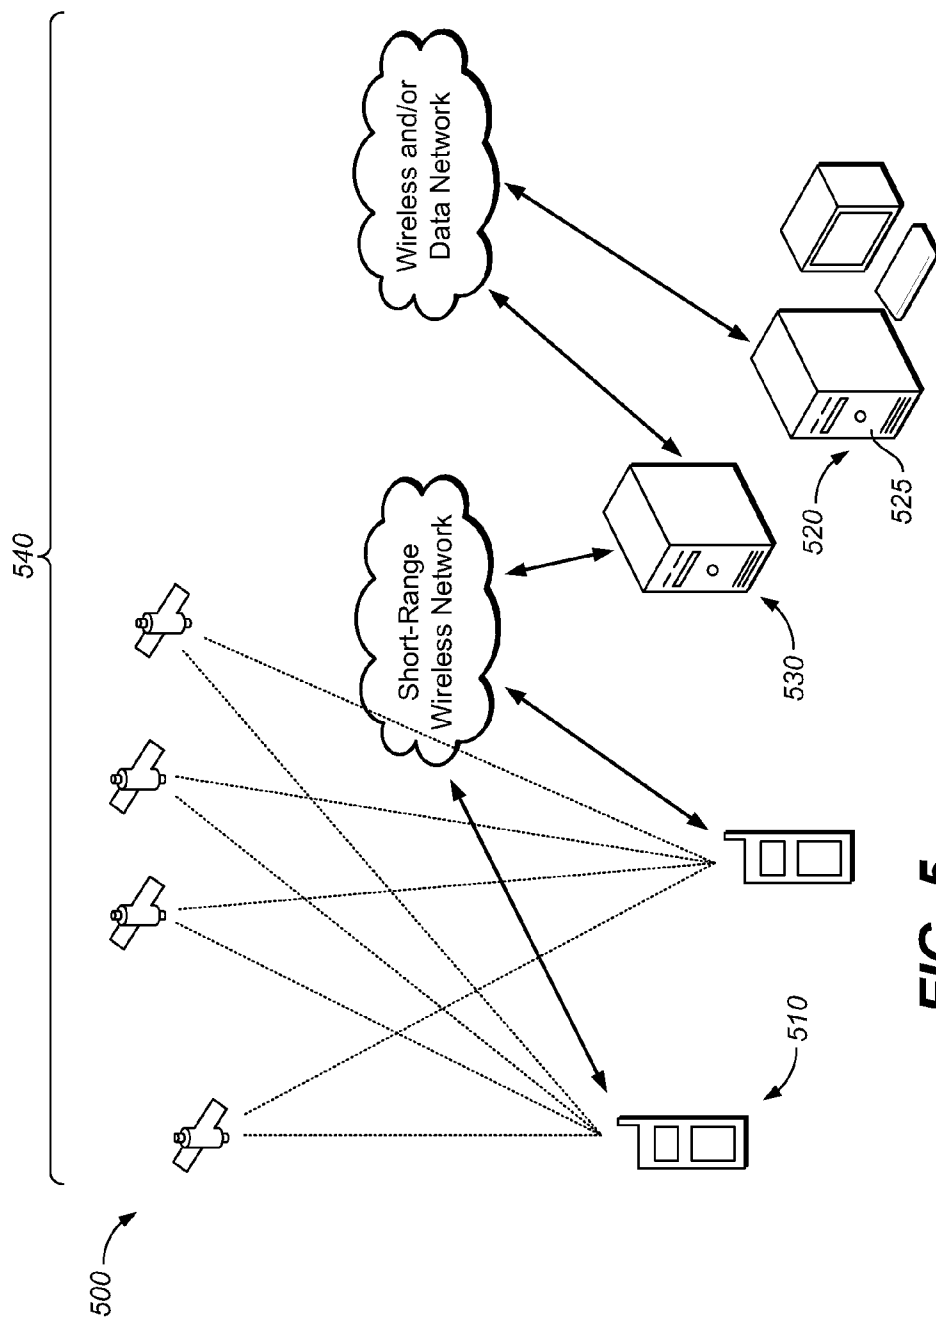 540
500
Short-Range
Wireless Network
Wireless and/or
Data Network
510
530
520
525
FIG. 5